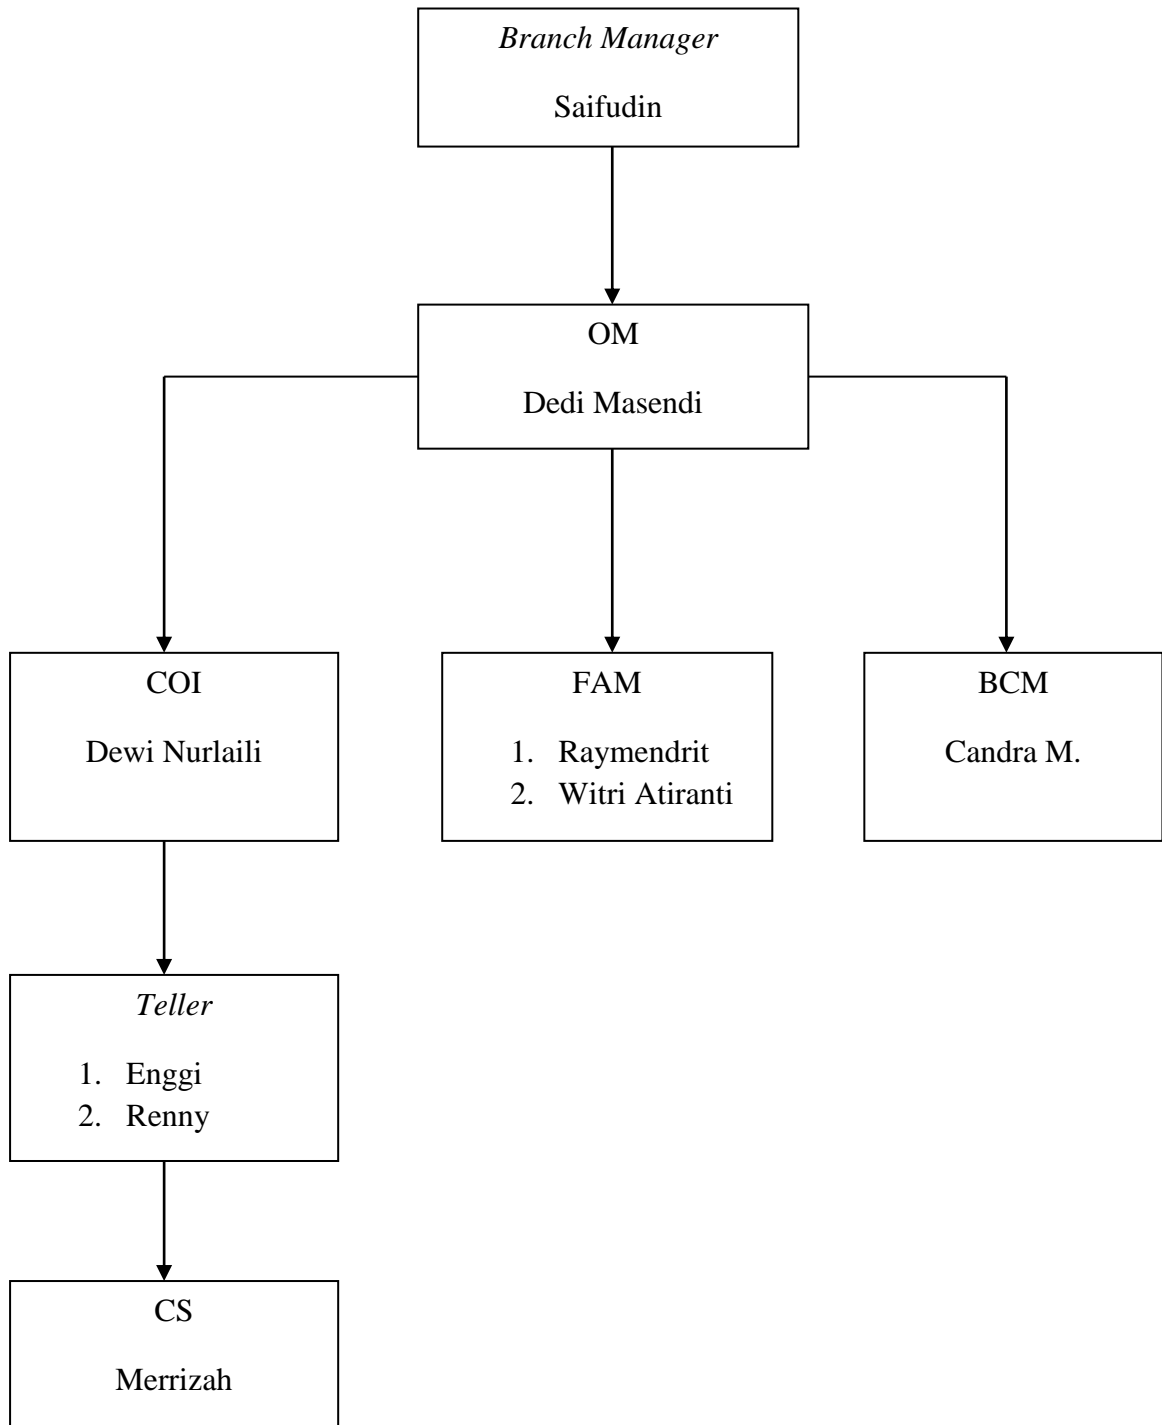 Branch Manager
Saifudin
OM
Dedi Masendi
COI
Dewi Nurlaili
FAM
1. Raymendrit
2. Witri Atiranti
BCM
Candra M.
Teller
1. Enggi
2. Renny
CS
Merrizah